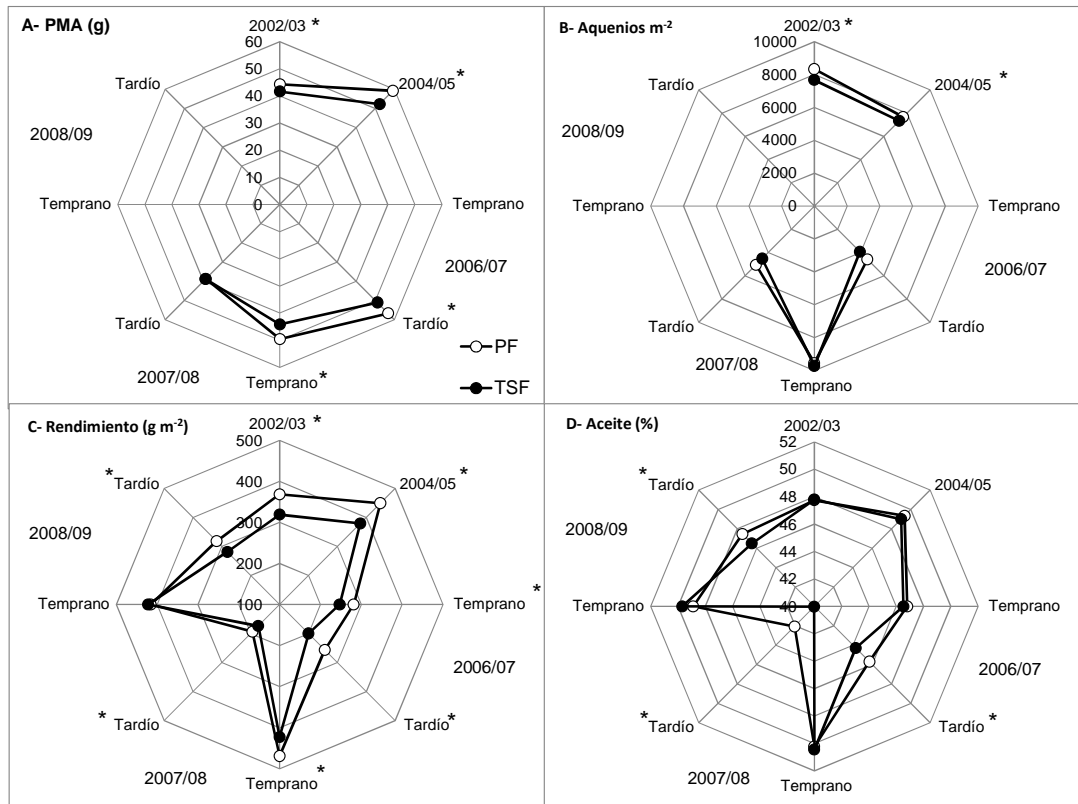 A- PMA (g)
2002/03 *
60
50
40
30
20
10
0
2004/05 *
Temprano
2006/07
Tardío *
Temprano *
2007/08
Tardío
Temprano
2008/09
Tardío
PF
TSF
B- Aquenios m-2
2002/03 *
10000
8000
6000
4000
2000
0
2004/05 *
Temprano
2006/07
Tardío
Temprano
2007/08
Tardío
Temprano
2008/09
Tardío
C- Rendimiento (g m-2)
2002/03 *
500
400
300
200
100
2004/05 *
Temprano *
2006/07
Tardío *
Temprano *
2007/08
* Tardío
Temprano
2008/09
* Tardío
D- Aceite (%)
2002/03
52
50
48
46
44
42
40
2004/05
Temprano
2006/07
Tardío *
Temprano
2007/08
* Tardío
Temprano
2008/09
* Tardío